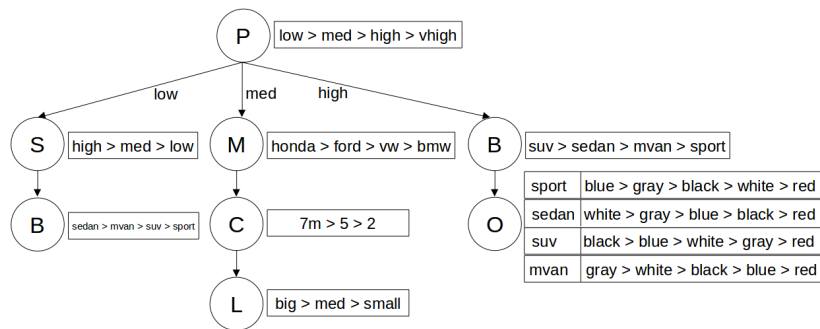 P low > med > high > vhigh
low med high
S high > med > low M honda > ford > vw > bmw B suv > sedan > mvan > sport
sport blue > gray > black > white > red
B sedan > mvan > suv > sport C 7m > 5 > 2 O sedan white > gray > blue > black > red
suv black > blue > white > gray > red
mvan gray > white > black > blue > red
L big > med > small